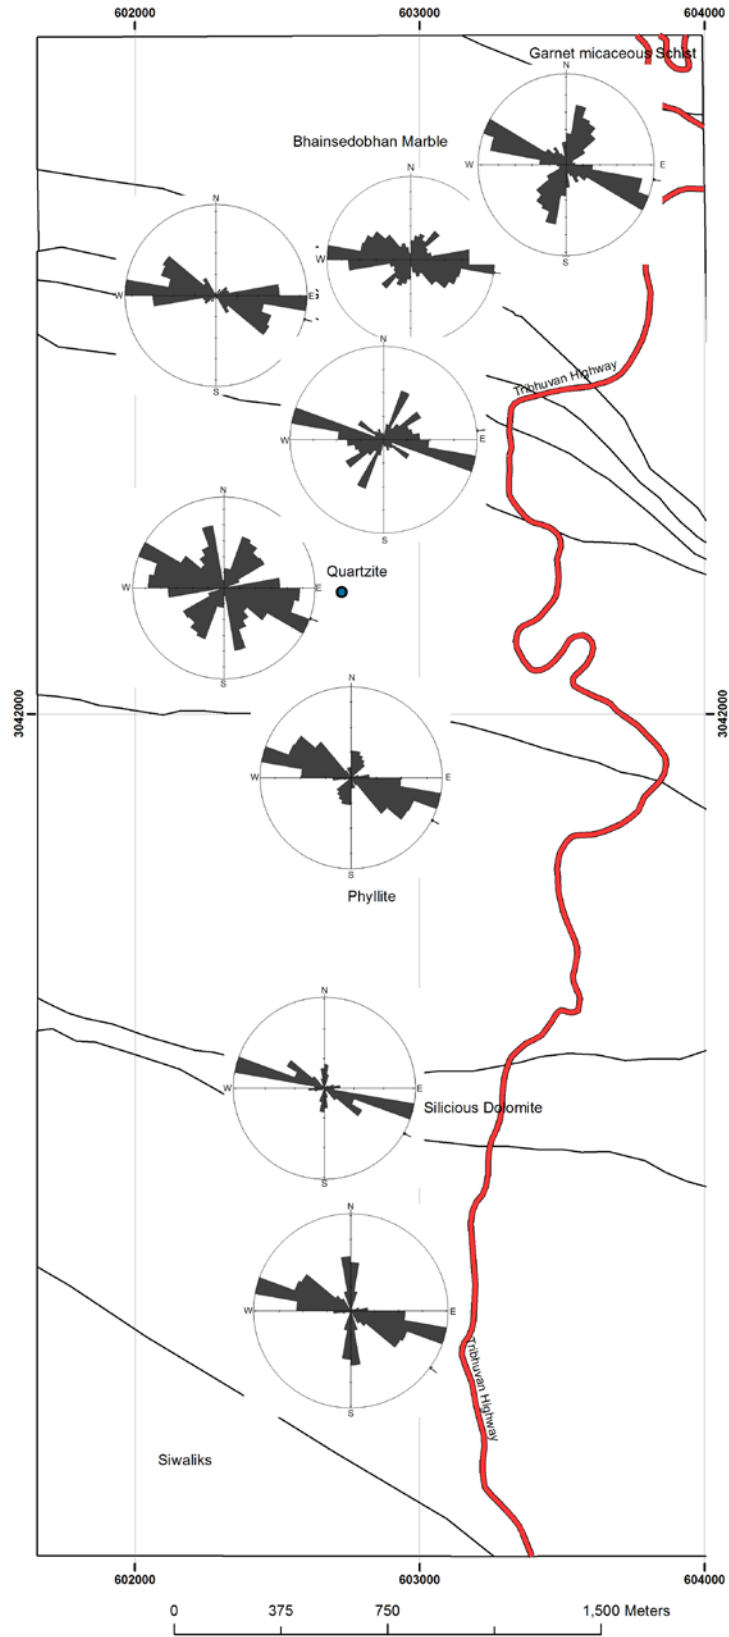 602000 603000 604000
Garnet micaceous Schist
N
Bhainsedobhan Marble
W E
N
S
N
W
W E
Tribhuvan Highway
S
N
W E
N
S
Quartzite
W E
S
N
3042000 3042000
W E
S
Phyllite
N
W E
Silicious Dolomite
S
N
W E
Tribhuvan Highway
S
Siwaliks
602000 603000 604000
0 375 750 1,500 Meters